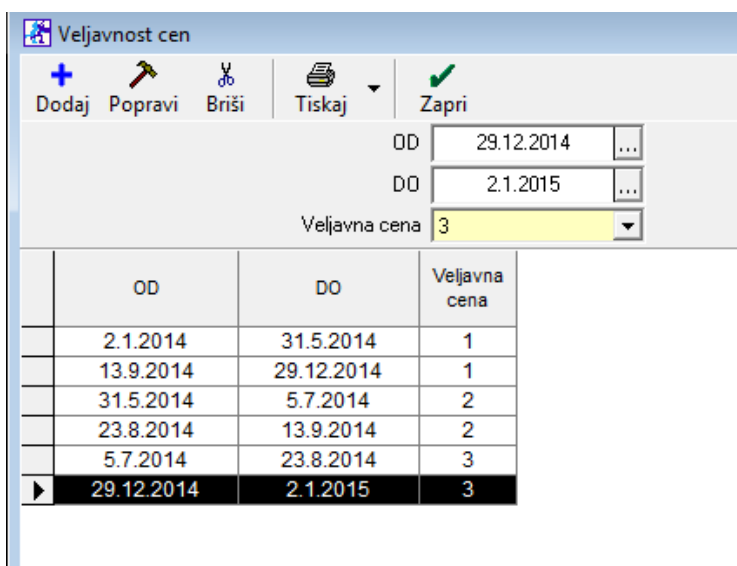 Veljavnost cen
Dodaj Popravi Briši Tiskaj Zapri
OD 29.12.2014 ...
DO 2.1.2015 ...
Veljavna cena 3
OD DO Veljavna cena
2.1.2014 31.5.2014 1
13.9.2014 29.12.2014 1
31.5.2014 5.7.2014 2
23.8.2014 13.9.2014 2
5.7.2014 23.8.2014 3
29.12.2014 2.1.2015 3